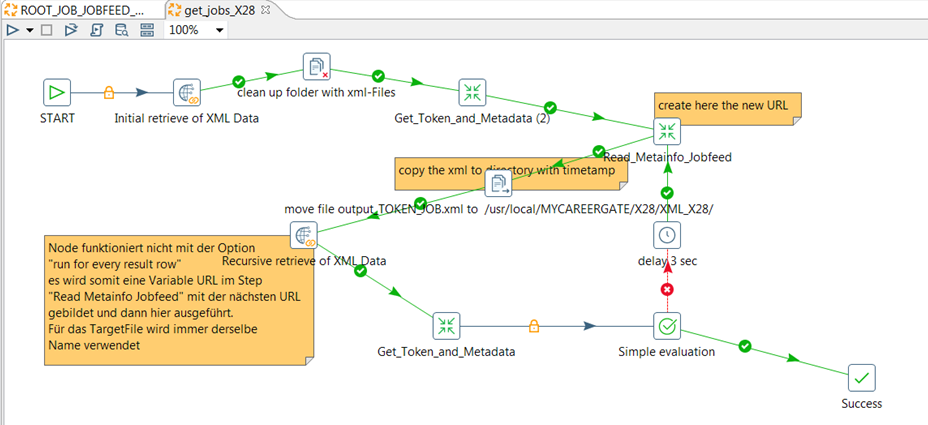 ROOT_JOB_JOBFEED_...
get_jobs_X28
100%
START
Initial retrieve of XML Data
clean up folder with xml-Files
Get_Token_and_Metadata (2)
create here the new URL
Read_Metainfo_Jobfeed
copy the xml to directory with timetamp
move file output_TOKEN_JOB.xml to /usr/local/MYCAREERGATE/X28/XML_X28/
Node funktioniert nicht mit der Option
"run for every result row"
es wird somit eine Variable URL im Step
"Read Metainfo Jobfeed" mit der nächsten URL
gebildet und dann hier ausgeführt.
Für das TargetFile wird immer derselbe
Name verwendet
Recursive retrieve of XML Data
delay 3 sec
Get_Token_and_Metadata
Simple evaluation
Success